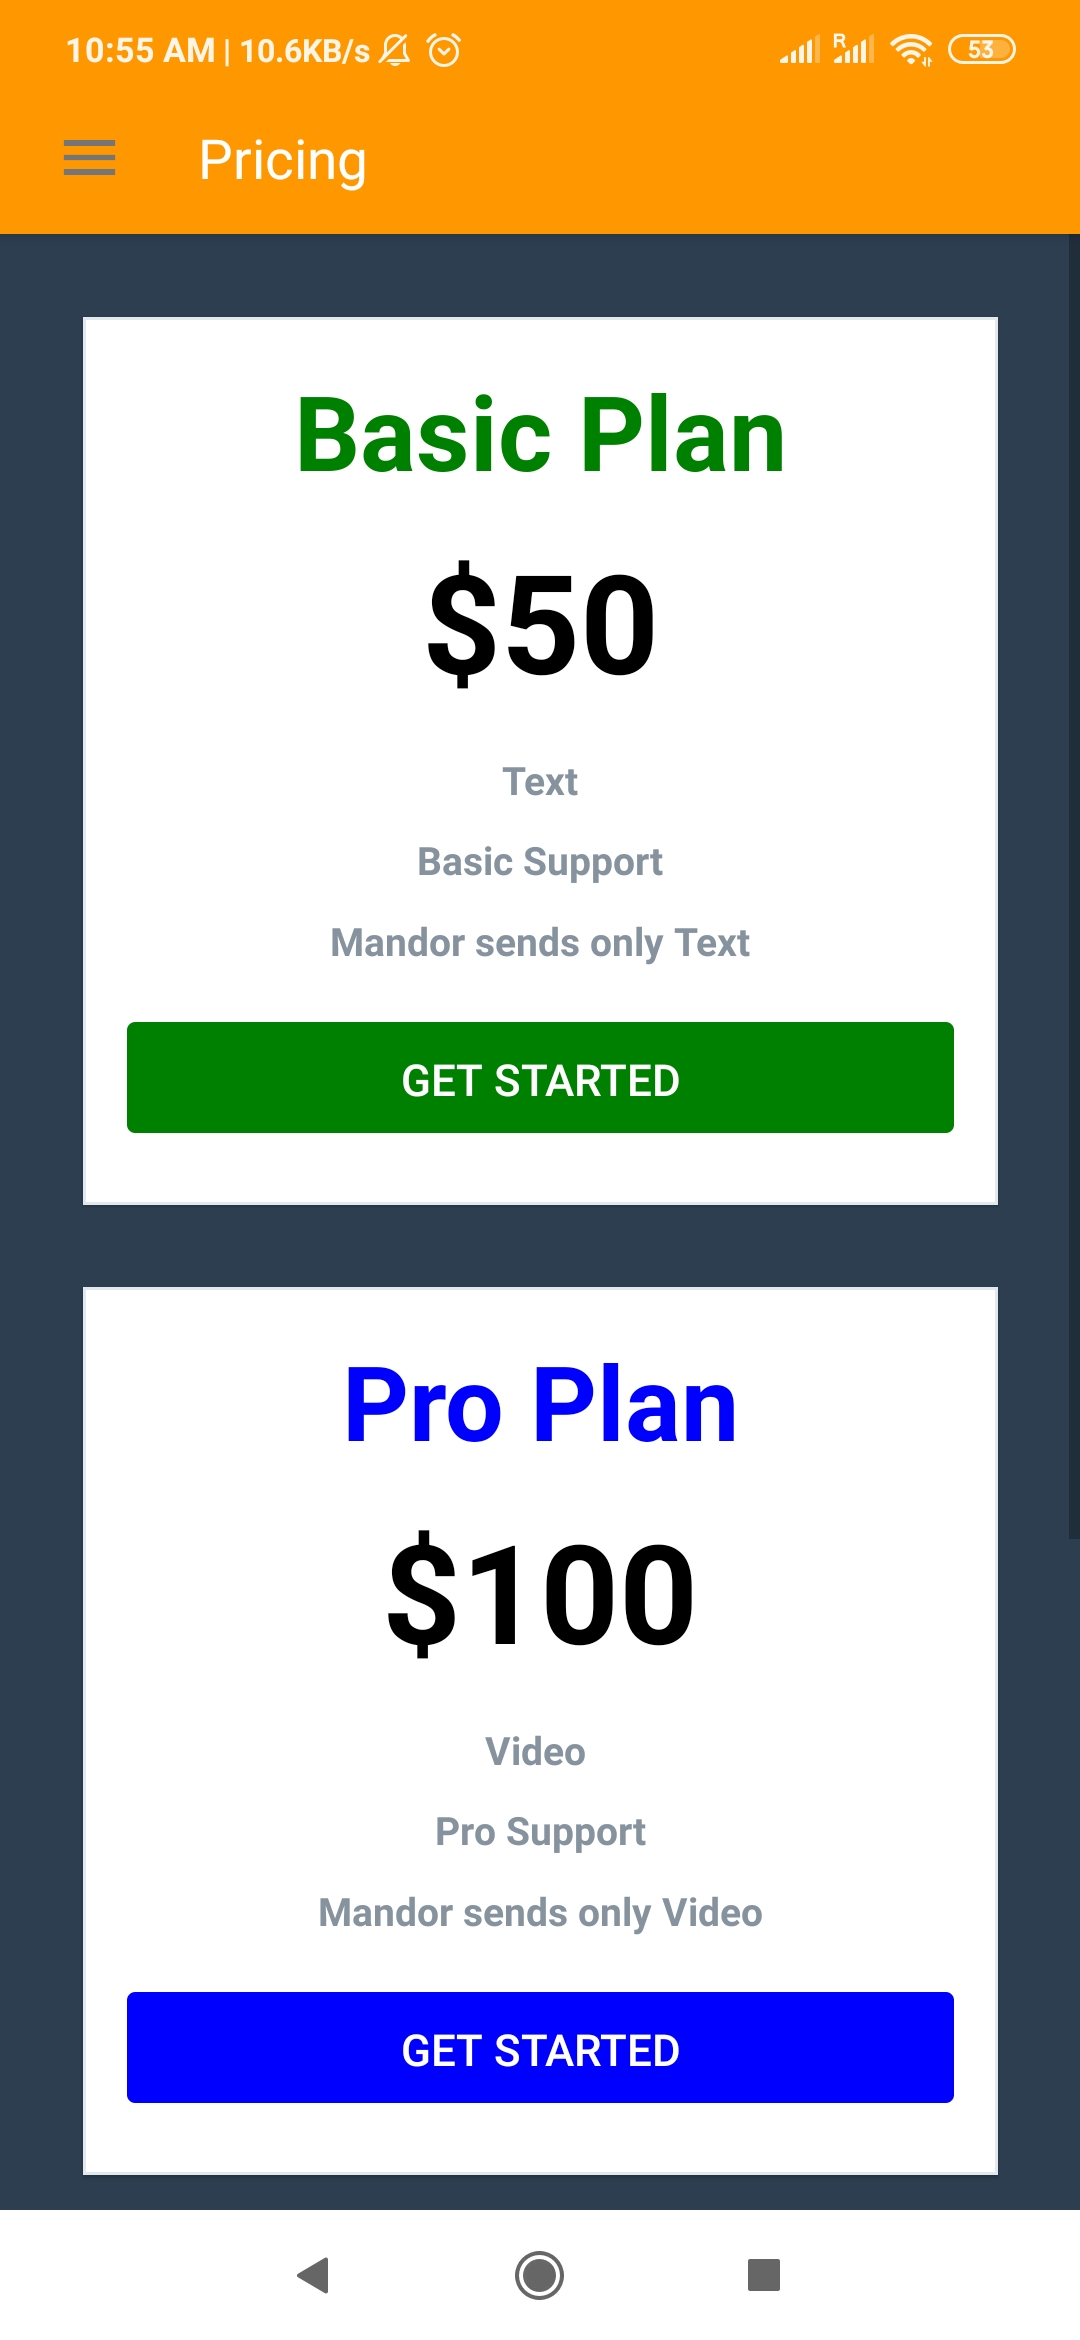 10:55 AM | 10.6KB/s
R
53
Pricing
Basic Plan
$50
Text
Basic Support
Mandor sends only Text
GET STARTED
Pro Plan
$100
Video
Pro Support
Mandor sends only Video
GET STARTED